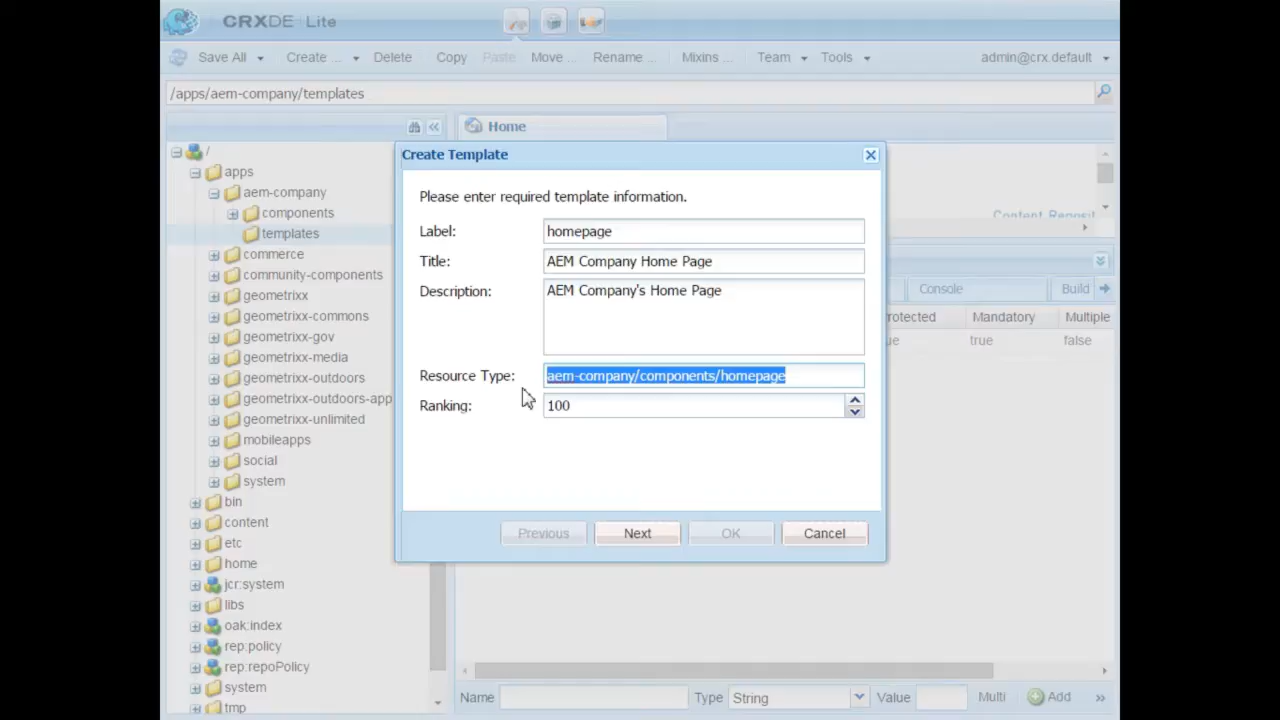 CRXDE Lite
Save All Create ... Delete Copy Paste Move ... Rename ... Mixins ... Team Tools admin@crx.default
/apps/aem-company/templates
Home
/
apps
aem-company
components
templates
commerce
community-components
geometrixx
geometrixx-commons
geometrixx-gov
geometrixx-media
geometrixx-outdoors
geometrixx-outdoors-app
geometrixx-unlimited
mobileapps
social
system
bin
content
etc
home
jcr:system
libs
oak:index
rep:policy
rep:repoPolicy
system
tmp
Create Template
Please enter required template information.
Label: homepage
Title: AEM Company Home Page
Description: AEM Company's Home Page
Resource Type: aem-company/components/homepage
Ranking: 100
Previous Next OK Cancel
Console Build
rotected Mandatory Multiple
ue true false
Name Type String Value Multi Add »